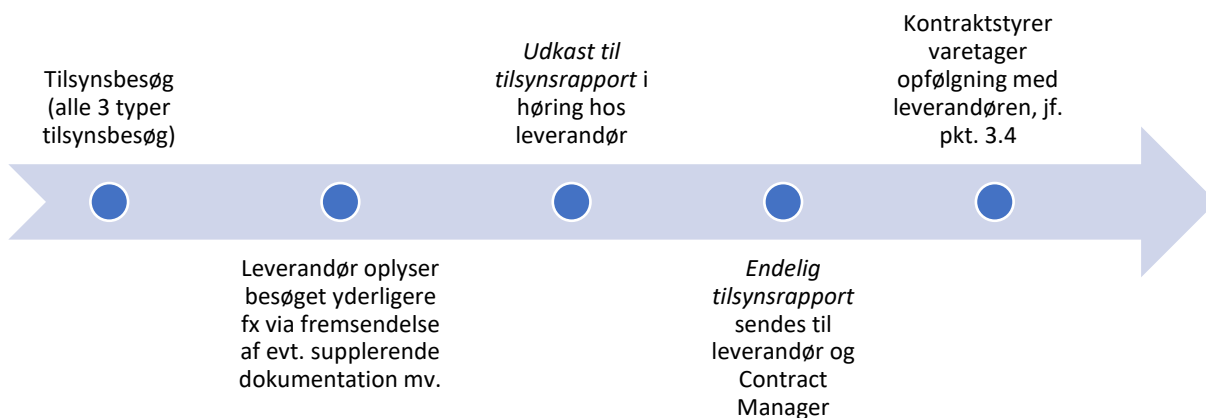 Tilsynsbesøg
(alle 3 typer
tilsynsbesøg)
Leverandør oplyser
besøget yderligere
fx via fremsendelse
af evt. supplerende
dokumentation mv.
Udkast til
tilsynsrapport i
høring hos
leverandør
Endelig
tilsynsrapport
sendes til
leverandør og
Contract
Manager
Kontraktstyrer
varetager
opfølgning med
leverandøren, jf.
pkt. 3.4